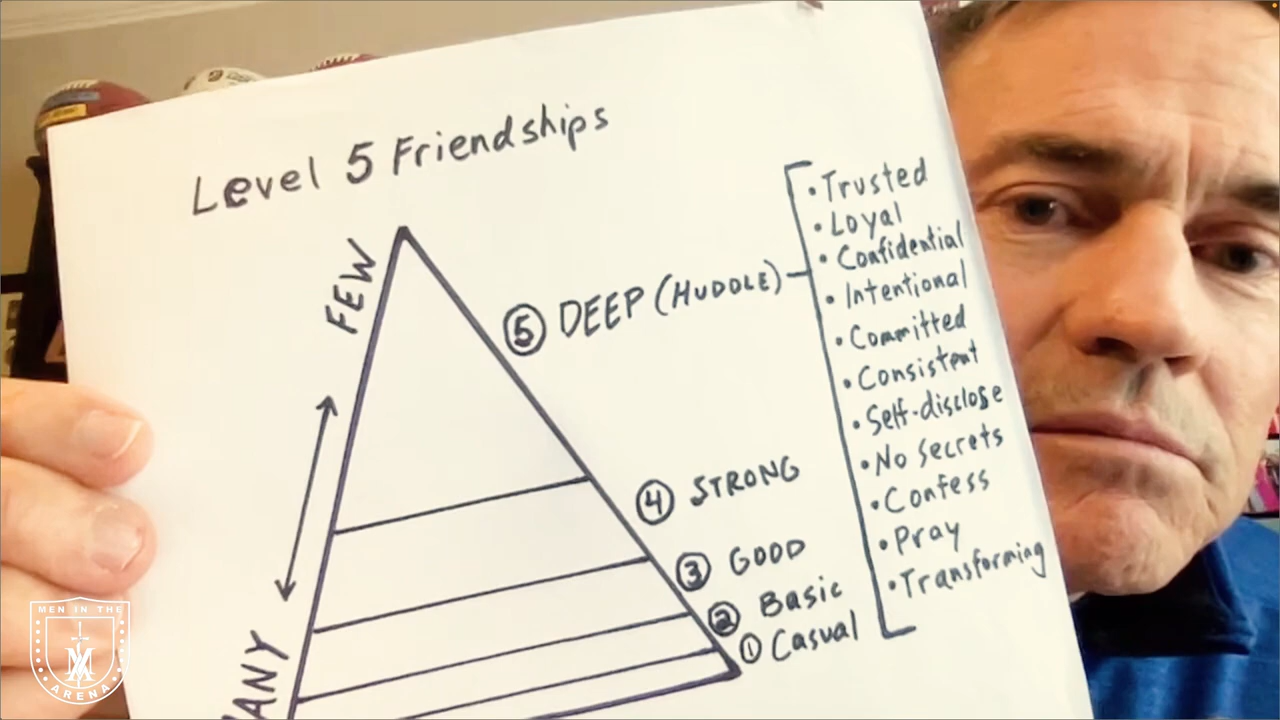 Level 5 Friendships
FEW
⑤ DEEP (HUDDLE)
• Trusted
• Loyal
• Confidential
• Intentional
• Committed
• Consistent
• Self-disclose
• No Secrets
• Confess
• Pray
• Transforming
④ STRONG
③ GOOD
② Basic
① Casual
MEN IN THE
ARENA